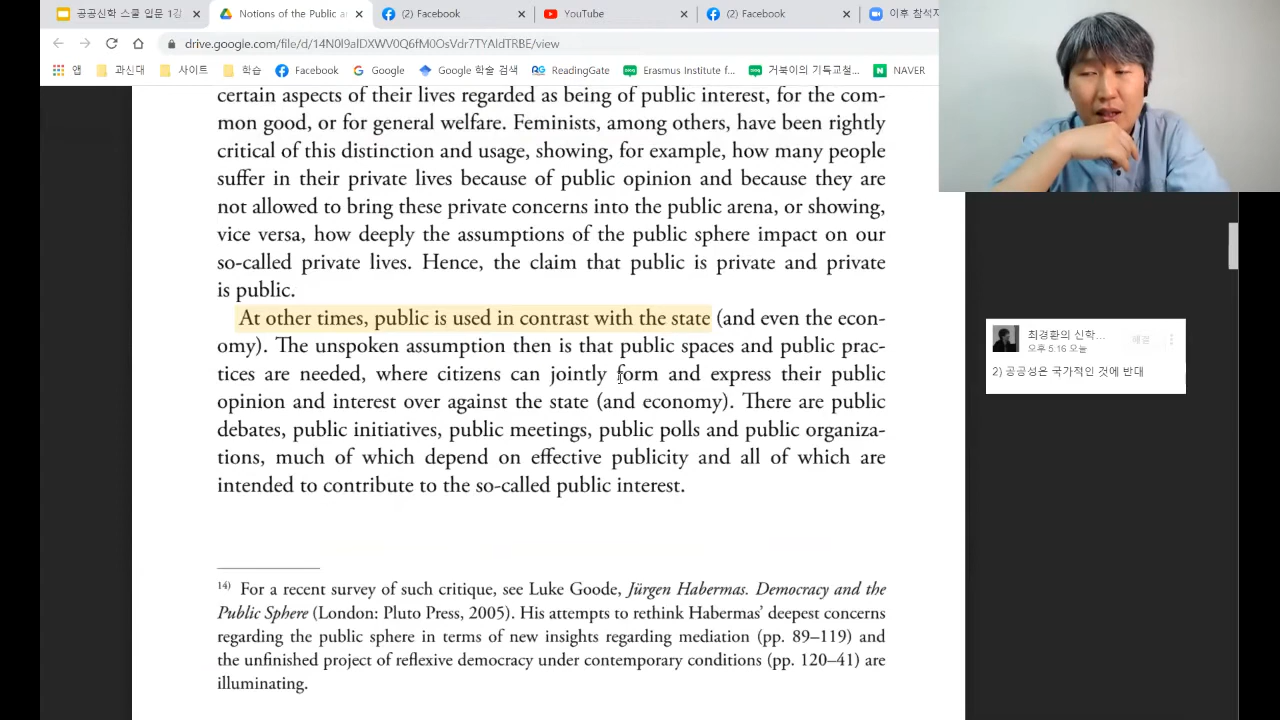 공공신학 스쿨 입문 1강
Notions of the Public a
(2) Facebook
YouTube
(2) Facebook
이후 참석자
drive.google.com/file/d/14N0l9alDXWV0Q6fM0OsVdr7TYAldTRBE/view
앱
과신대
사이트
학습
Facebook
Google
Google 학술 검색
ReadingGate
Erasmus Institute f...
거북이의 기독교철...
NAVER
certain aspects of their lives regarded as being of public interest, for the com-
mon good, or for general welfare. Feminists, among others, have been rightly
critical of this distinction and usage, showing, for example, how many people
suffer in their private lives because of public opinion and because they are
not allowed to bring these private concerns into the public arena, or showing,
vice versa, how deeply the assumptions of the public sphere impact on our
so-called private lives. Hence, the claim that public is private and private
is public.
At other times, public is used in contrast with the state (and even the econ-
omy). The unspoken assumption then is that public spaces and public prac-
tices are needed, where citizens can jointly form and express their public
opinion and interest over against the state (and economy). There are public
debates, public initiatives, public meetings, public polls and public organiza-
tions, much of which depend on effective publicity and all of which are
intended to contribute to the so-called public interest.
최경환의 신학...
오후 5:16 오늘
해결
2) 공공성은 국가적인 것에 반대
14) For a recent survey of such critique, see Luke Goode, Jürgen Habermas. Democracy and the
Public Sphere (London: Pluto Press, 2005). His attempts to rethink Habermas’ deepest concerns
regarding the public sphere in terms of new insights regarding mediation (pp. 89–119) and
the unfinished project of reflexive democracy under contemporary conditions (pp. 120–41) are
illuminating.